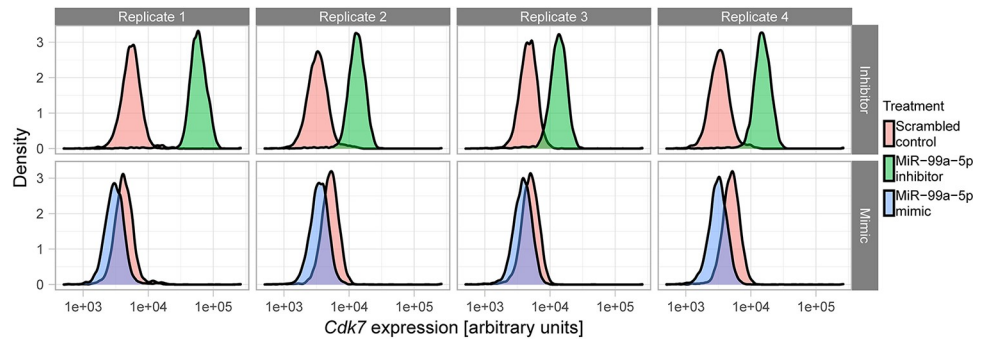 Replicate 1
Replicate 2
Replicate 3
Replicate 4
3
2
1
0
Inhibitor
3
2
1
0
Mimic
Density
1e+03
1e+04
1e+05
1e+03
1e+04
1e+05
1e+03
1e+04
1e+05
1e+03
1e+04
1e+05
Cdk7 expression [arbitrary units]
Treatment
Scrambled
control
MiR−99a−5p
inhibitor
MiR−99a−5p
mimic